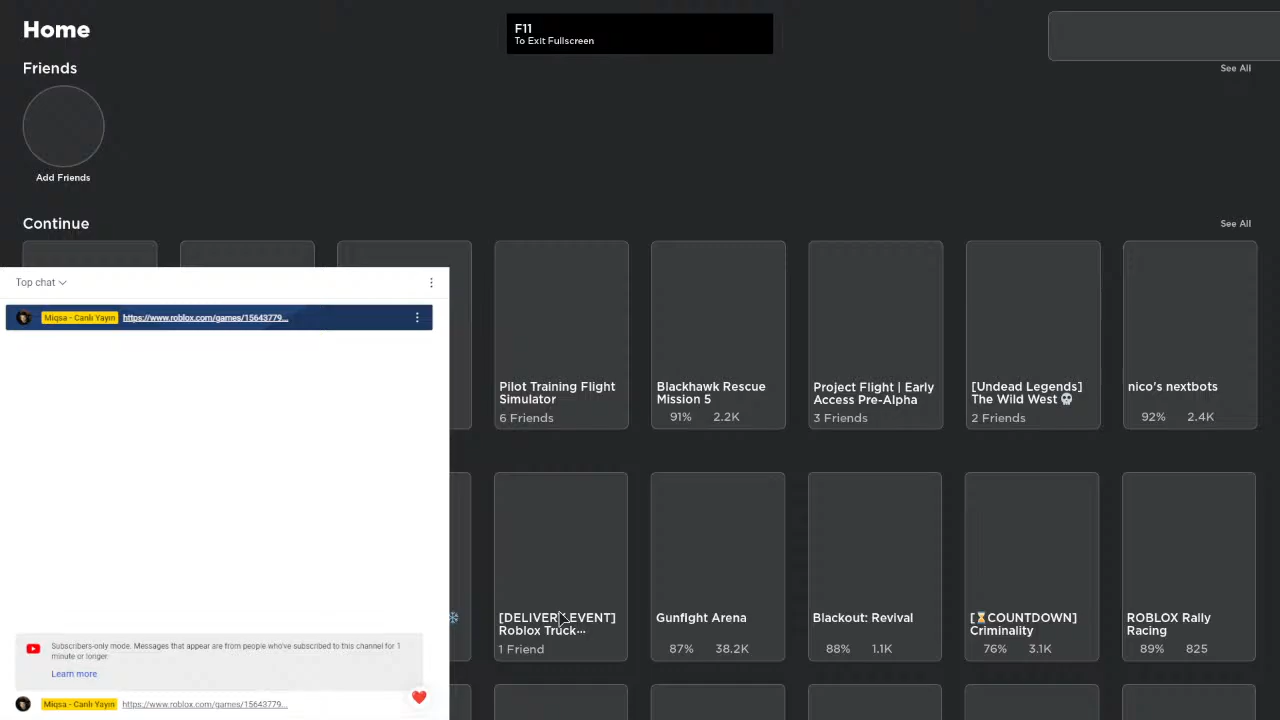 Home
F11
To Exit Fullscreen
Friends
See All
Add Friends
Continue
See All
Top chat
Miqsa - Canlı Yayın https://www.roblox.com/games/15643779...
Pilot Training Flight
Simulator
6 Friends
Blackhawk Rescue
Mission 5
91% 2.2K
Project Flight | Early
Access Pre-Alpha
3 Friends
[Undead Legends]
The Wild West 💀
2 Friends
nico's nextbots
92% 2.4K
❄
[DELIVERY EVENT]
Roblox Truck...
1 Friend
Gunfight Arena
87% 38.2K
Blackout: Revival
88% 1.1K
[⌛COUNTDOWN]
Criminality
76% 3.1K
ROBLOX Rally
Racing
89% 825
Subscribers-only mode. Messages that appear are from people who've subscribed to this channel for 1
minute or longer.
Learn more
Miqsa - Canlı Yayın https://www.roblox.com/games/15643779...